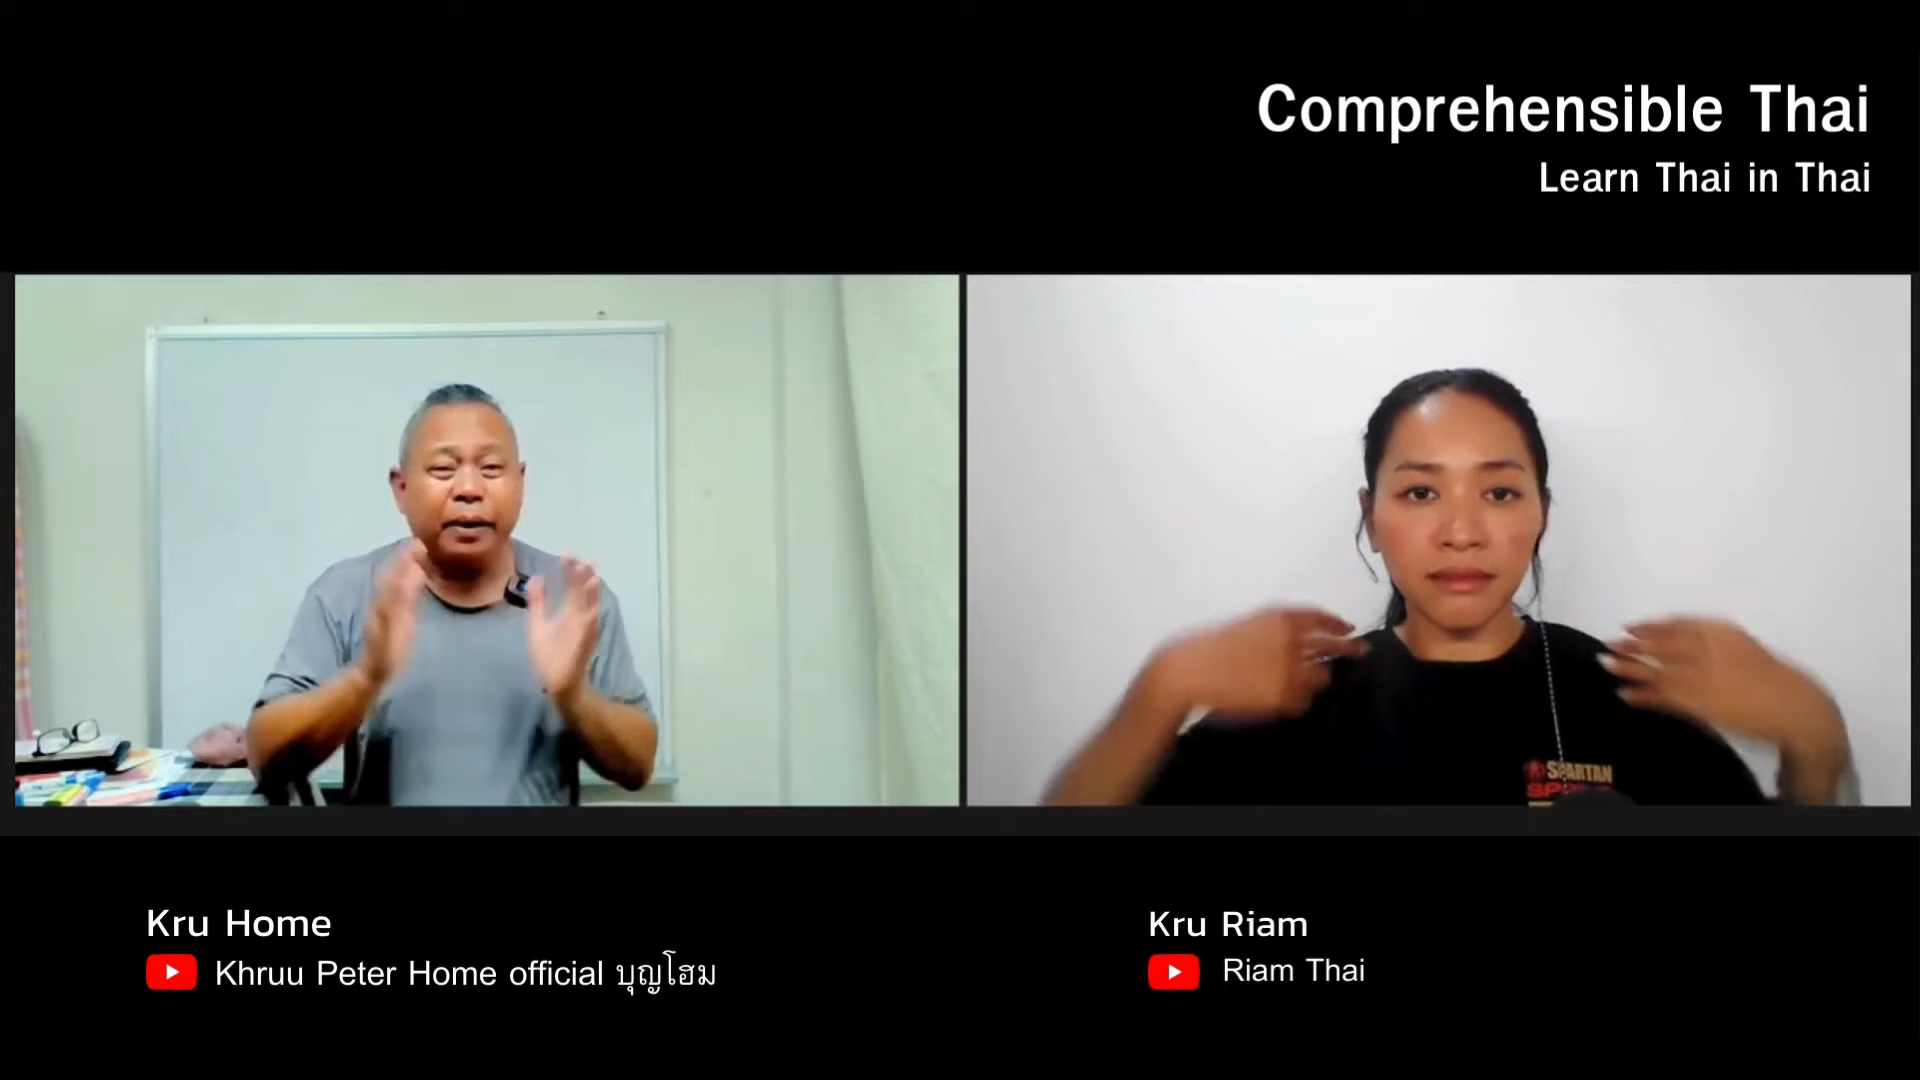 Comprehensible Thai
Learn Thai in Thai
SPARTAN
Kru Home
Khruu Peter Home official บุญโฮม
Kru Riam
Riam Thai